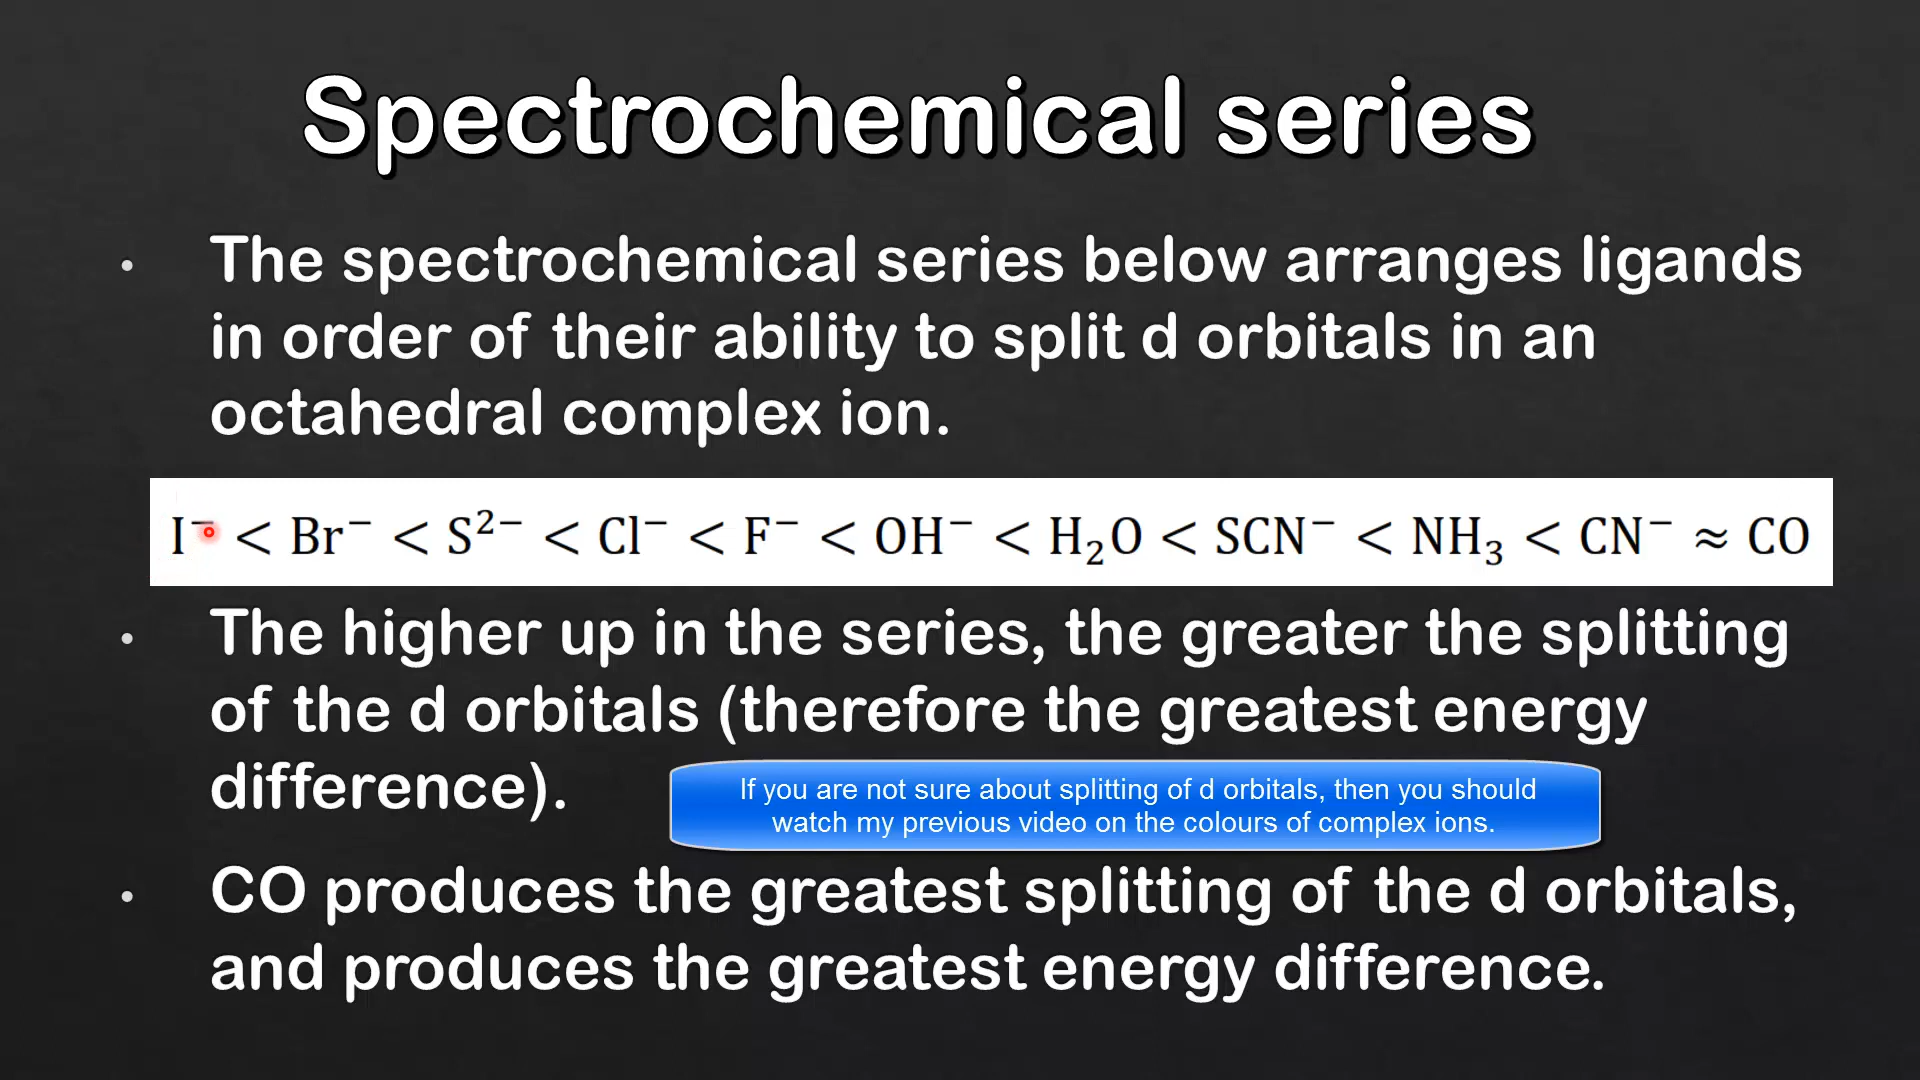 Spectrochemical series
• The spectrochemical series below arranges ligands
in order of their ability to split d orbitals in an
octahedral complex ion.
I⁻ < Br⁻ < S²⁻ < Cl⁻ < F⁻ < OH⁻ < H₂O < SCN⁻ < NH₃ < CN⁻ ≈ CO
• The higher up in the series, the greater the splitting
of the d orbitals (therefore the greatest energy
difference).
If you are not sure about splitting of d orbitals, then you should
watch my previous video on the colours of complex ions.
• CO produces the greatest splitting of the d orbitals,
and produces the greatest energy difference.